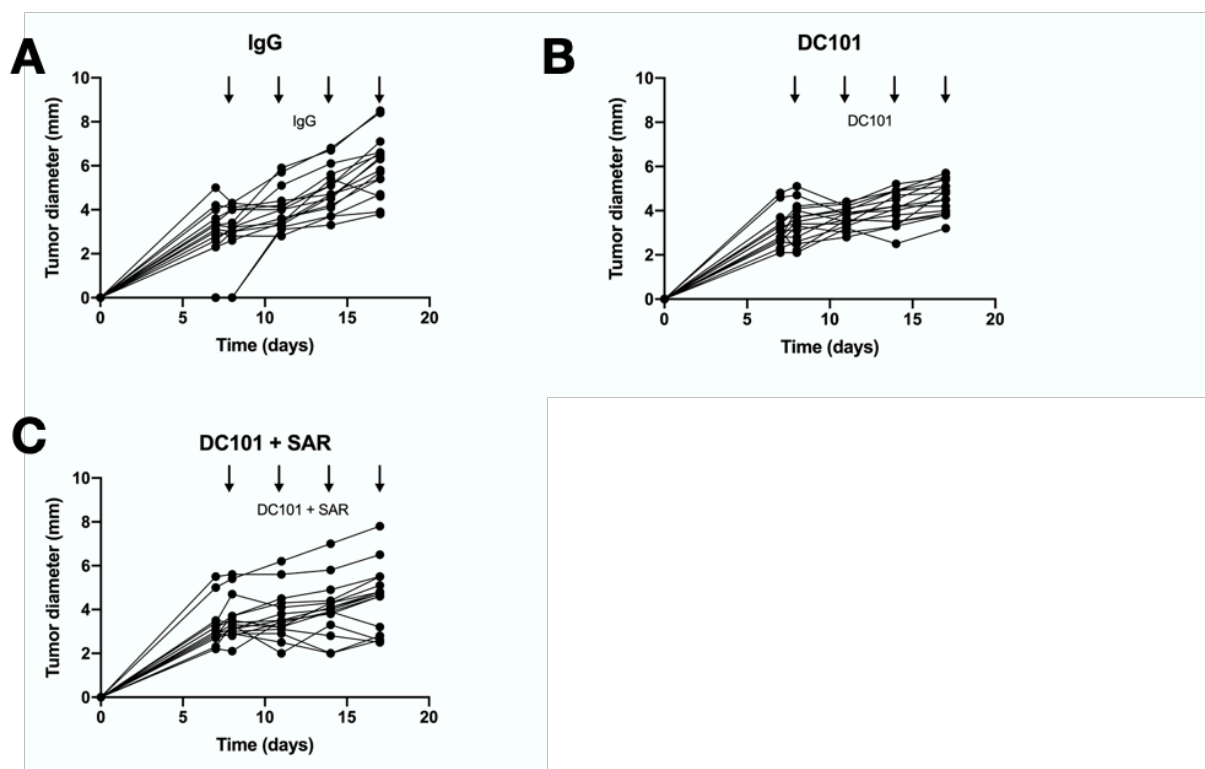 A
IgG
10
8
6
4
2
0
Tumor diameter (mm)
IgG
0 5 10 15 20
Time (days)
B
DC101
10
8
6
4
2
0
Tumor diameter (mm)
DC101
0 5 10 15 20
Time (days)
C
DC101 + SAR
10
8
6
4
2
0
Tumor diameter (mm)
DC101 + SAR
0 5 10 15 20
Time (days)